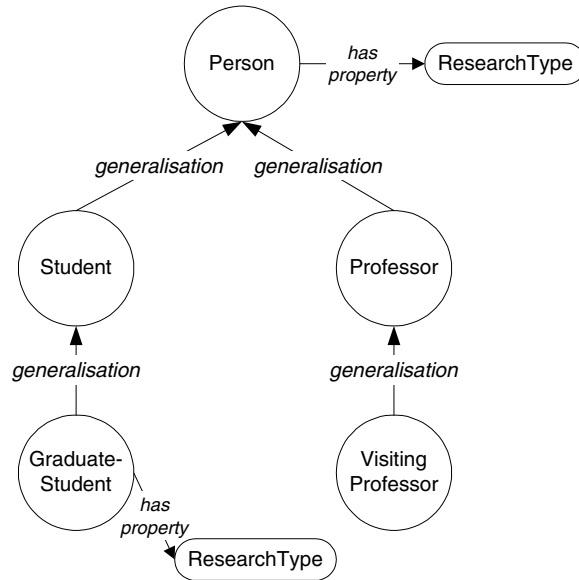 Person
has
property
ResearchType
generalisation
generalisation
Student
Professor
generalisation
generalisation
Graduate-
Student
Visiting
Professor
has
property
ResearchType